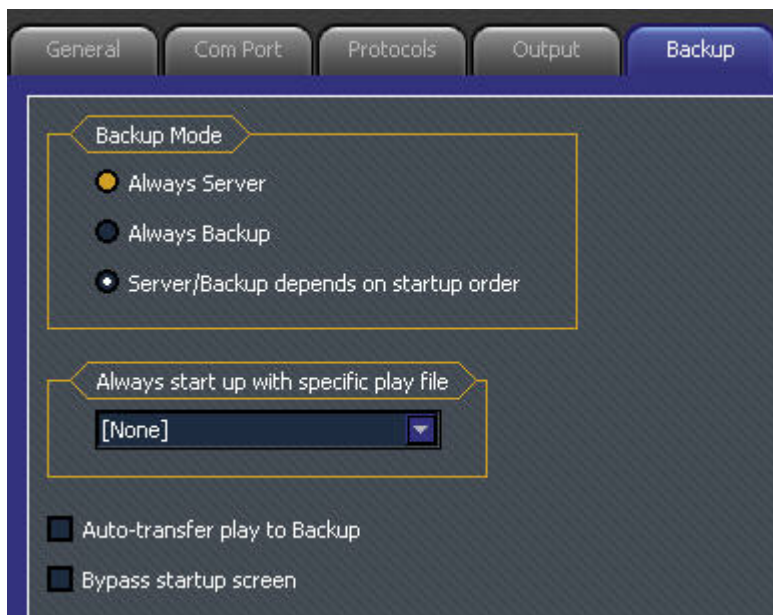 General Com Port Protocols Output Backup
Backup Mode
Always Server
Always Backup
Server/Backup depends on startup order
Always start up with specific play file
[None]
Auto-transfer play to Backup
Bypass startup screen